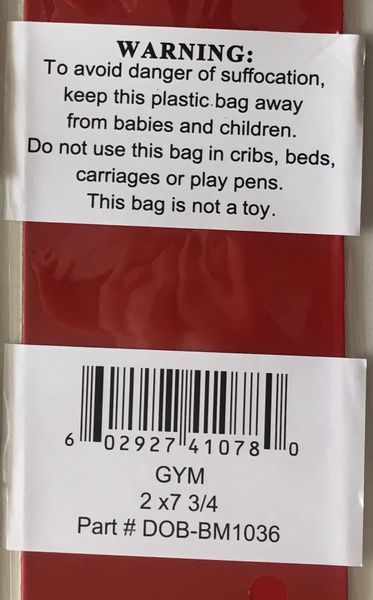 WARNING:
To avoid danger of suffocation,
keep this plastic bag away
from babies and children.
Do not use this bag in cribs, beds,
carriages or play pens.
This bag is not a toy.
6 02927 41078 0
GYM
2 x7 3/4
Part # DOB-BM1036